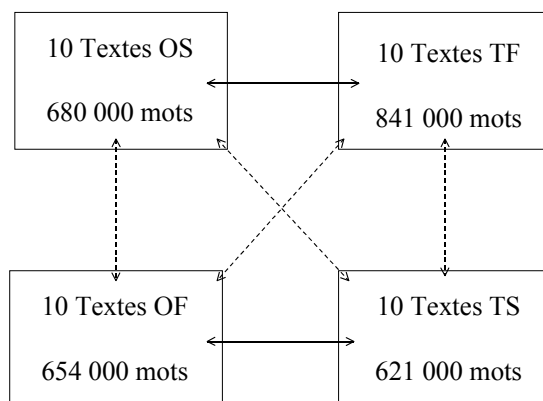 10 Textes OS
680 000 mots
10 Textes TF
841 000 mots
10 Textes OF
654 000 mots
10 Textes TS
621 000 mots